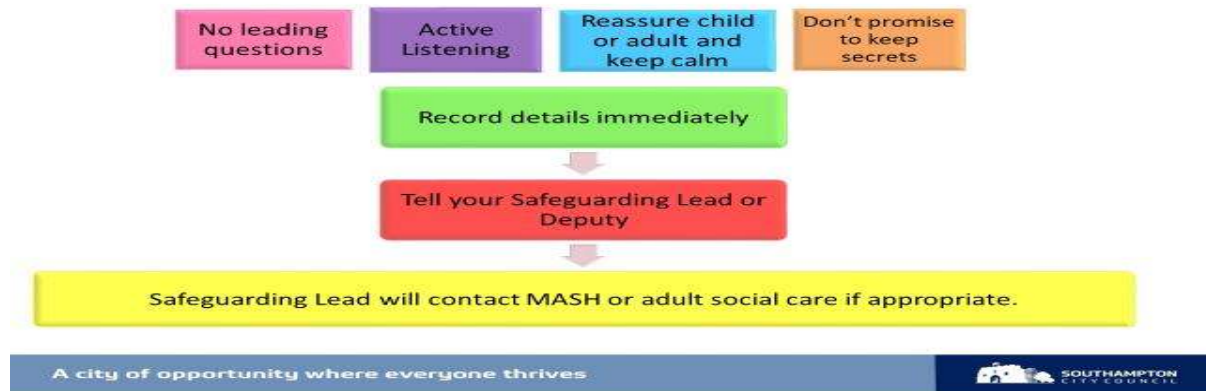 No leading
questions
Active
Listening
Reassure child
or adult and
keep calm
Don't promise
to keep
secrets
Record details immediately
Tell your Safeguarding Lead or
Deputy
Safeguarding Lead will contact MASH or adult social care if appropriate.
A city of opportunity where everyone thrives
SOUTHAMPTON
CITY COUNCIL